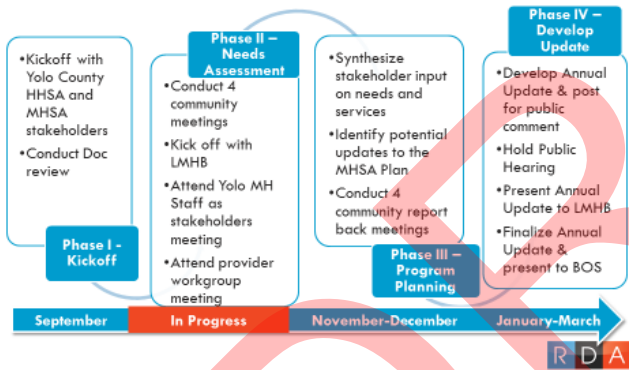 •Kickoff with
Yolo County
HHSA and
MHSA
stakeholders
•Conduct Doc
review
Phase I -
Kickoff
Phase II –
Needs
Assessment
•Conduct 4
community
meetings
•Kick off with
LMHB
•Attend Yolo MH
Staff as
stakeholders
meeting
•Attend provider
workgroup
meeting
•Synthesize
stakeholder input
on needs and
services
•Identify potential
updates to the
MHSA Plan
•Conduct 4
community report
back meetings
Phase III –
Program
Planning
Phase IV –
Develop
Update
•Develop Annual
Update & post
for public
comment
•Hold Public
Hearing
•Present Annual
Update to LMHB
•Finalize Annual
Update &
present to BOS
September
In Progress
November-December
January-March
R D A